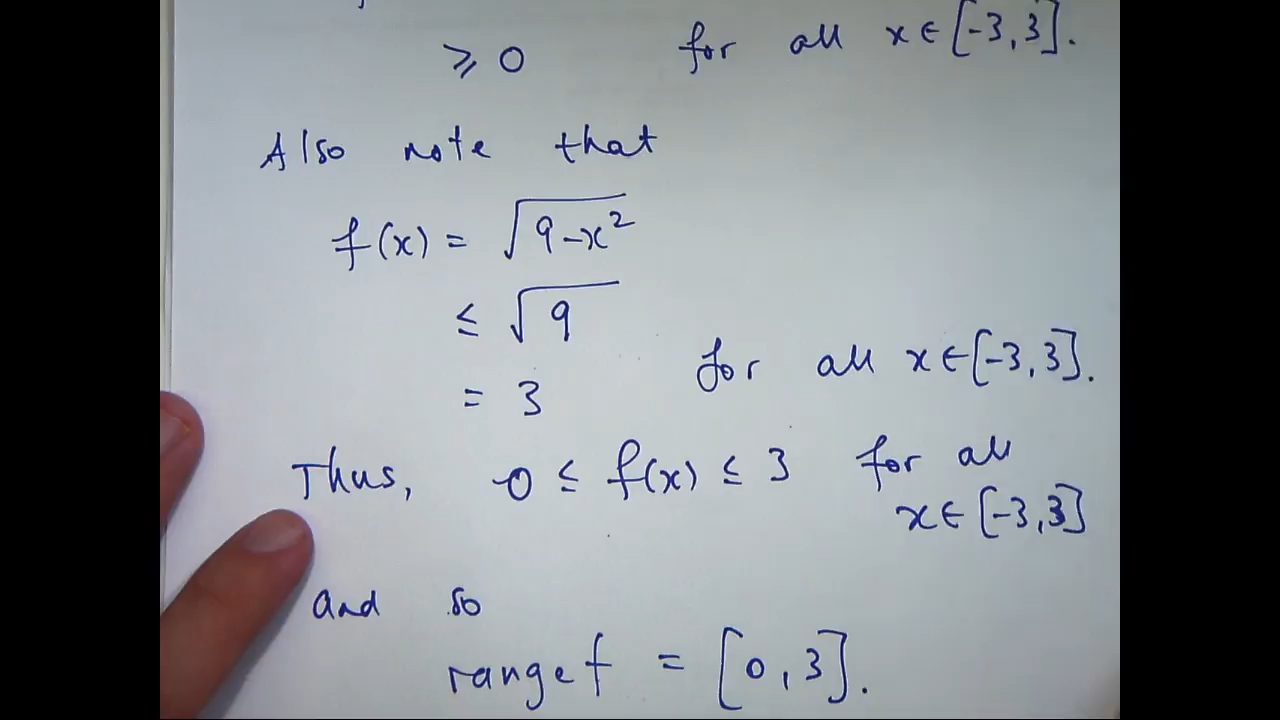 ≥ 0 for all x ∈ [-3, 3].
Also note that
f(x) = √(9-x²)
≤ √9
= 3 for all x ∈ [-3, 3].
Thus, 0 ≤ f(x) ≤ 3 for all
x ∈ [-3, 3]
and so
range f = [0, 3].